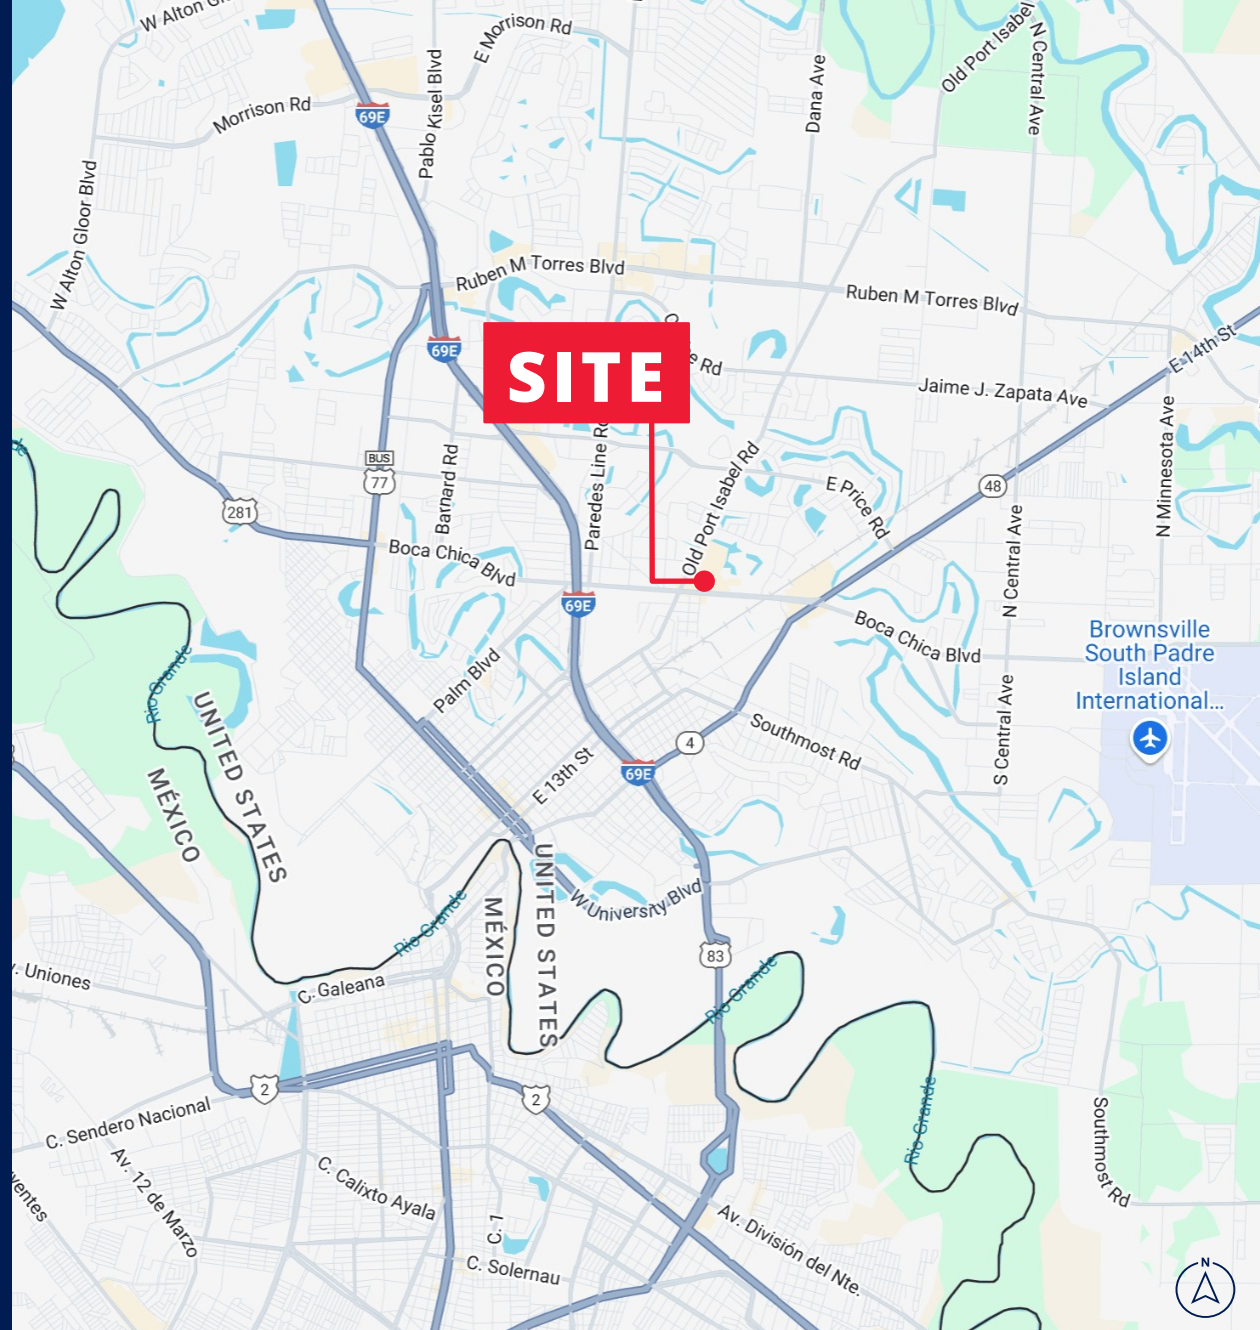 W Alton
E Morrison Rd
Old Port Isabel
N Central Ave
Dana Ave
Pablo Kisel Blvd
Morrison Rd
69E
W Alton Gloor Blvd
Ruben M Torres Blvd
Ruben M Torres Blvd
E 14th St
69E
SITE
Rd
Jaime J. Zapata Ave
N Minnesota Ave
Paredes Line Rd
Old Port Isabel Rd
BUS
77
Barnard Rd
E Price Rd
48
281
Boca Chica Blvd
N Central Ave
69E
Boca Chica Blvd
Brownsville
South Padre
Island
International...
Rio Grande
Palm Blvd
UNITED STATES
MÉXICO
S Central Ave
Southmost Rd
4
E 13th St
69E
UNITED STATES
MÉXICO
W University Blvd
Rio Grande
83
Rio Grande
Uniones
C. Galeana
2
2
C. Sendero Nacional
Rio Grande
Southmost Rd
Av. 12 de Marzo
C. Calixto Ayala
C. 1
C. Solernau
Av. División del Nte.
N